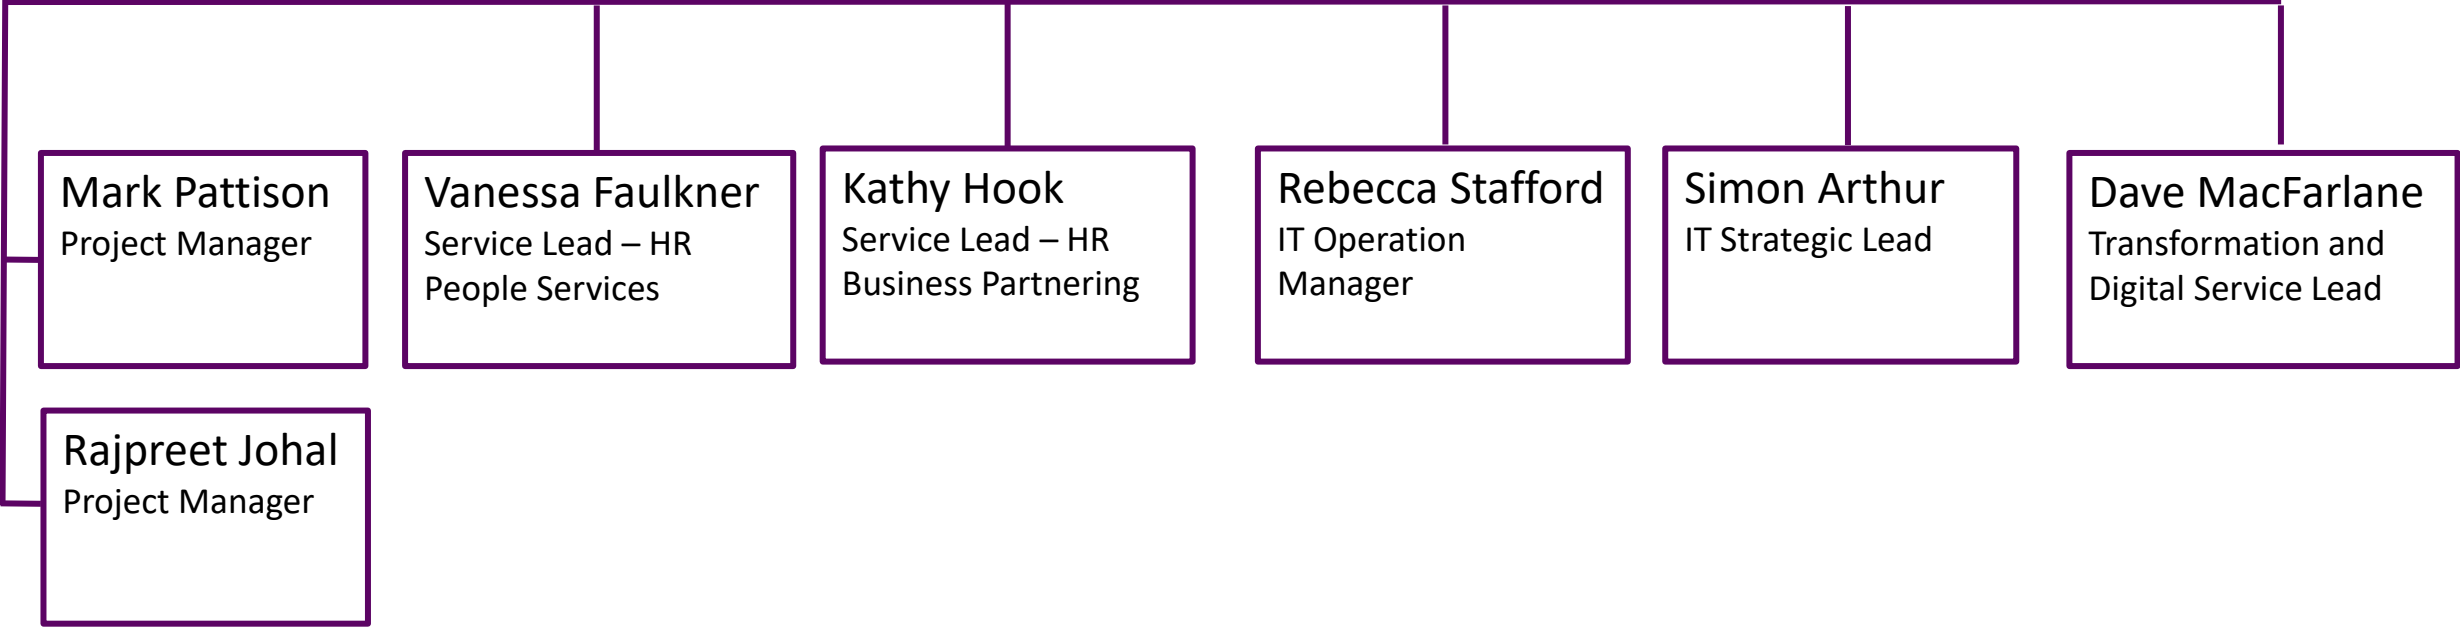 Mark Pattison
Project Manager
Vanessa Faulkner
Service Lead – HR
People Services
Kathy Hook
Service Lead – HR
Business Partnering
Rebecca Stafford
IT Operation
Manager
Simon Arthur
IT Strategic Lead
Dave MacFarlane
Transformation and
Digital Service Lead
Rajpreet Johal
Project Manager